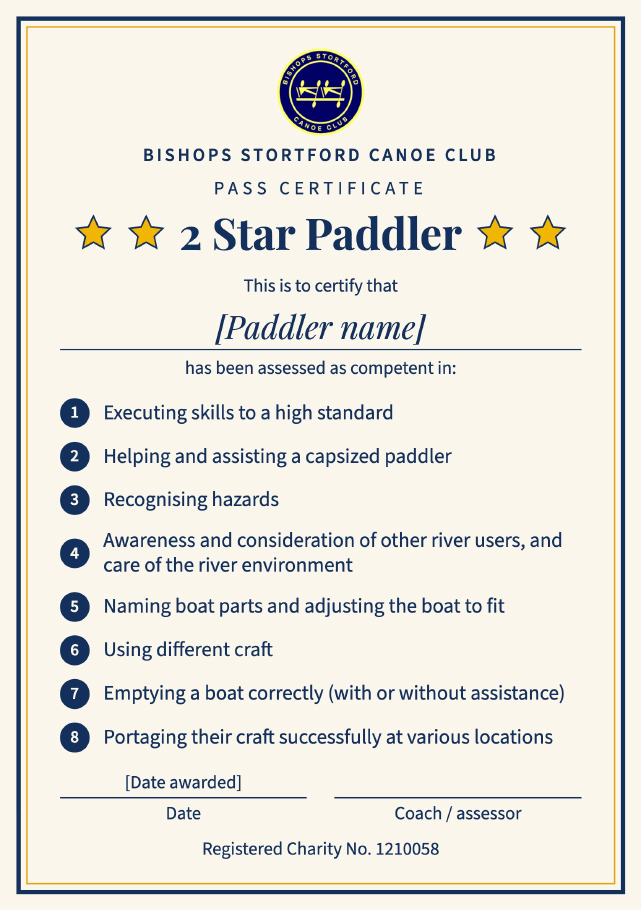 BISHOPS STORTFORD
CANOE CLUB
BISHOPS STORTFORD CANOE CLUB
PASS CERTIFICATE
2 Star Paddler
This is to certify that
[Paddler name]
has been assessed as competent in:
1 Executing skills to a high standard
2 Helping and assisting a capsized paddler
3 Recognising hazards
4 Awareness and consideration of other river users, and
care of the river environment
5 Naming boat parts and adjusting the boat to fit
6 Using different craft
7 Emptying a boat correctly (with or without assistance)
8 Portaging their craft successfully at various locations
[Date awarded]
Date
Coach / assessor
Registered Charity No. 1210058